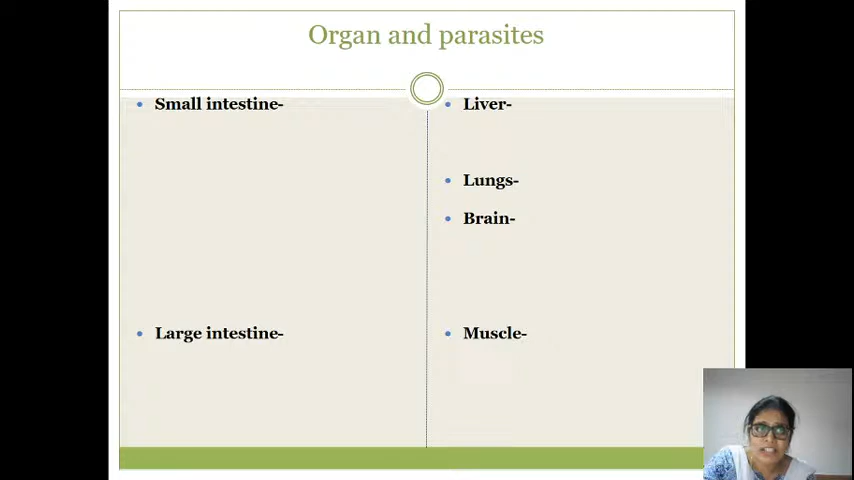 Organ and parasites
Small intestine-
Large intestine-
Liver-
Lungs-
Brain-
Muscle-